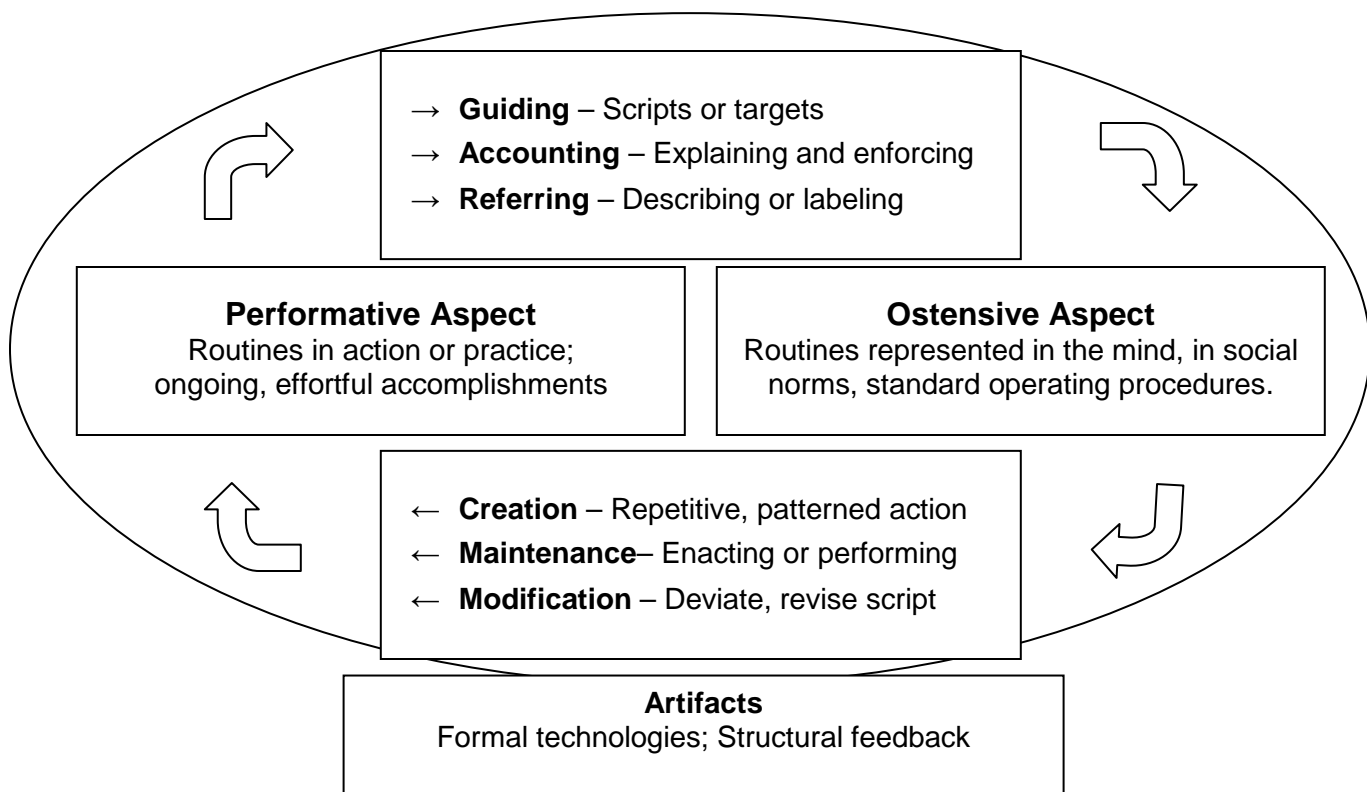 → Guiding – Scripts or targets
→ Accounting – Explaining and enforcing
→ Referring – Describing or labeling
Performative Aspect
Routines in action or practice;
ongoing, effortful accomplishments
Ostensive Aspect
Routines represented in the mind, in social
norms, standard operating procedures.
← Creation – Repetitive, patterned action
← Maintenance– Enacting or performing
← Modification – Deviate, revise script
Artifacts
Formal technologies; Structural feedback